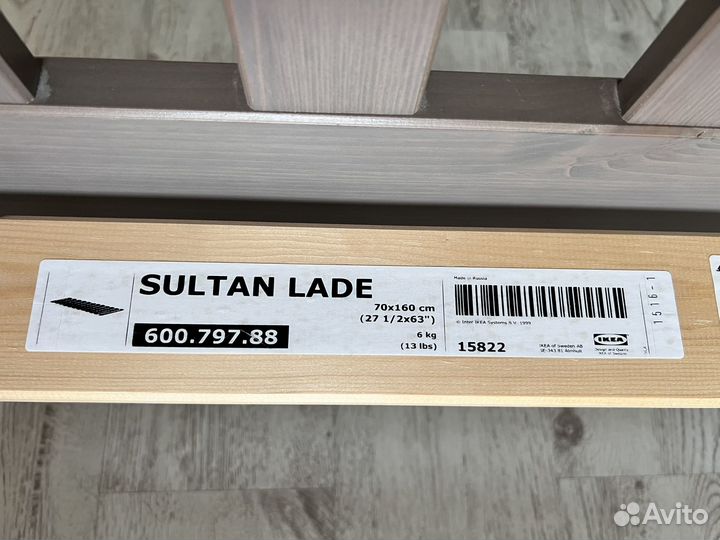 SULTAN LADE
70x160 cm
(27 1/2x63")
600.797.88
6 kg
(13 lbs)
Made in Russia
© Inter IKEA Systems B.V. 1999
15822
IKEA of Sweden AB
SE-343 81 Älmhult
IKEA
Design and Quality
IKEA of Sweden
1516-1
Avito